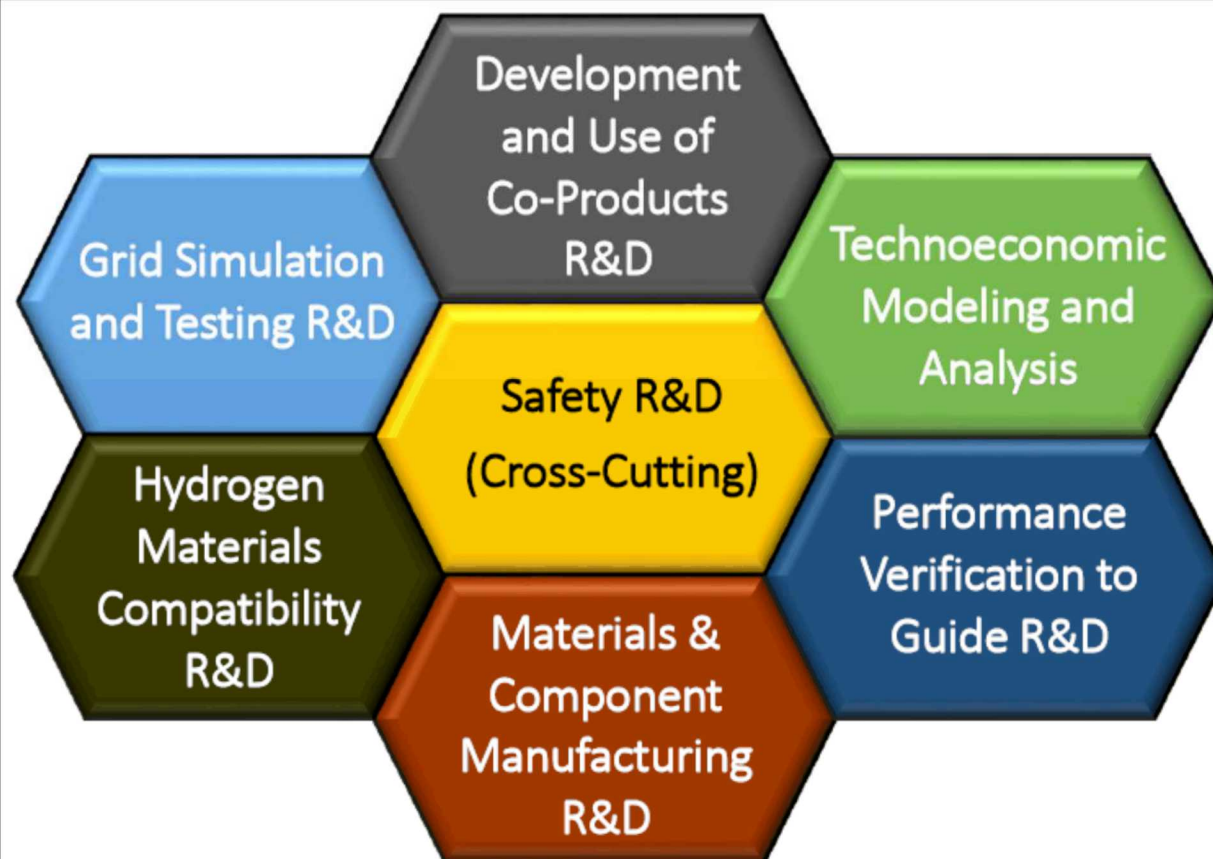 Development
and Use of
Co-Products
R&D
Grid Simulation
and Testing R&D
Technoeconomic
Modeling and
Analysis
Safety R&D
(Cross-Cutting)
Hydrogen
Materials
Compatibility
R&D
Performance
Verification to
Guide R&D
Materials &
Component
Manufacturing
R&D